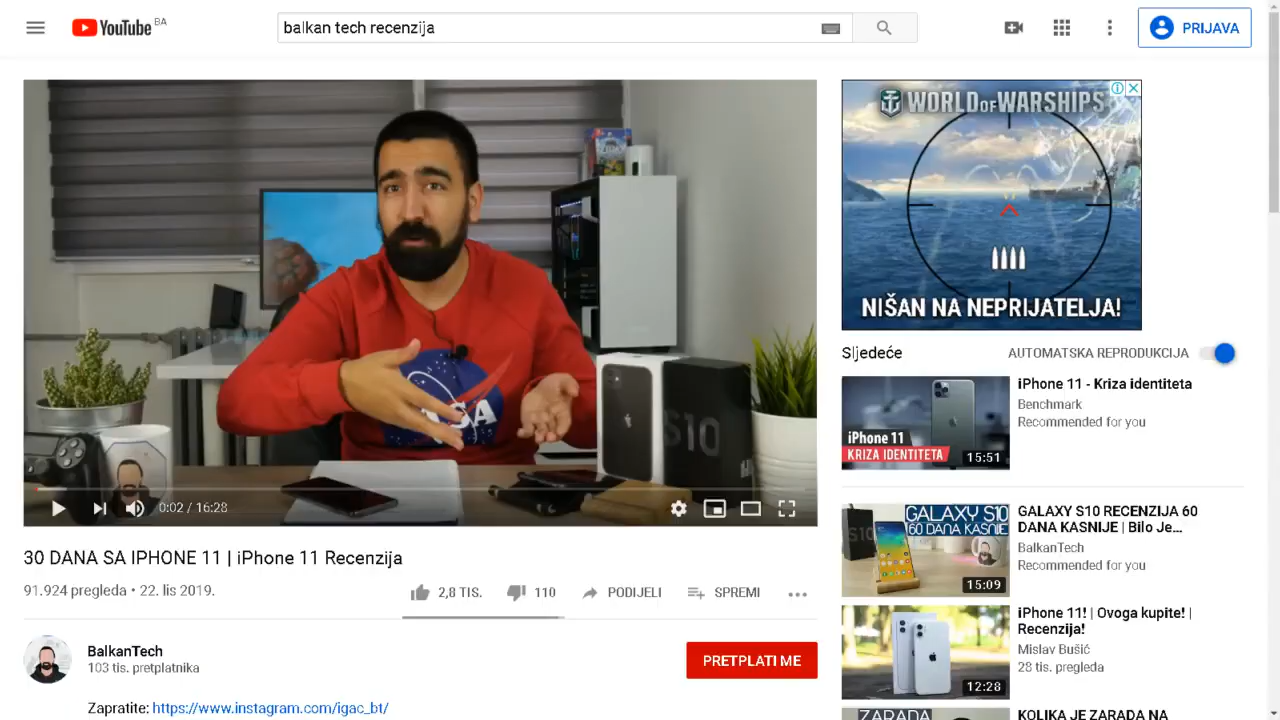 YouTube BA
balkan tech recenzija
PRIJAVA
S10
0:02 / 16:28
30 DANA SA IPHONE 11 | iPhone 11 Recenzija
91.924 pregleda • 22. lis 2019.
2,8 TIS.
110
PODIJELI
SPREMI
BalkanTech
103 tis. pretplatnika
PRETPLATI ME
Zapratite: https://www.instagram.com/igac_bt/
WORLD OF WARSHIPS
NIŠAN NA NEPRIJATELJA!
Sljedeće
AUTOMATSKA REPRODUKCIJA
iPhone 11
KRIZA IDENTITETA
15:51
iPhone 11 - Kriza identiteta
Benchmark
Recommended for you
GALAXY S10
60 DANA KASNIJE
15:09
GALAXY S10 RECENZIJA 60
DANA KASNIJE | Bilo Je...
BalkanTech
Recommended for you
12:28
iPhone 11! | Ovoga kupite! |
Recenzija!
Mislav Bušić
28 tis. pregleda
ZARADA
KOLIKA JE ZARADA NA